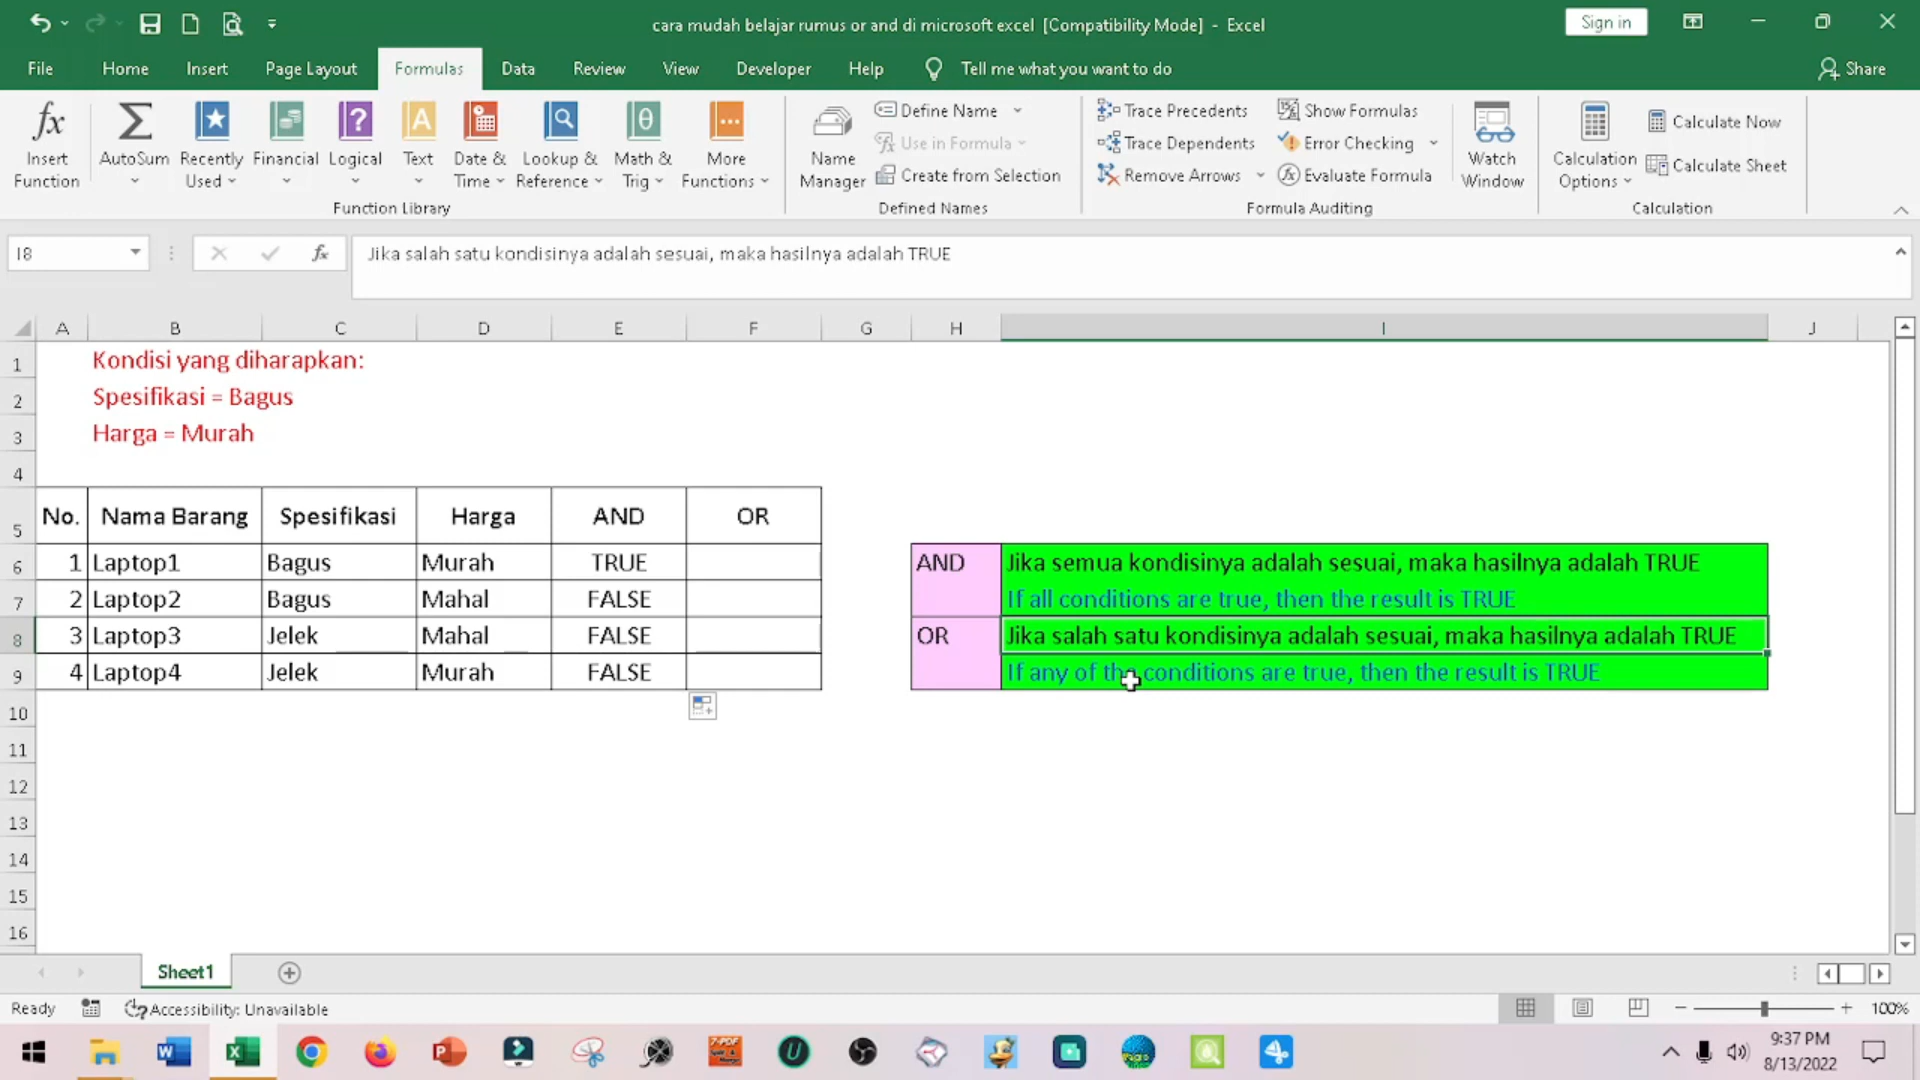 cara mudah belajar rumus or and di microsoft excel [Compatibility Mode] - Excel
Sign in
File Home Insert Page Layout Formulas Data Review View Developer Help Tell me what you want to do Share
Insert Function
AutoSum
Recently Used
Financial
Logical
Text
Date & Time
Lookup & Reference
Math & Trig
More Functions
Function Library
Name Manager
Define Name
Use in Formula
Create from Selection
Defined Names
Trace Precedents
Trace Dependents
Remove Arrows
Show Formulas
Error Checking
Evaluate Formula
Formula Auditing
Watch Window
Calculation Options
Calculate Now
Calculate Sheet
Calculation
I8
fx
Jika salah satu kondisinya adalah sesuai, maka hasilnya adalah TRUE
A B C D E F G H I J
1 Kondisi yang diharapkan:
2 Spesifikasi = Bagus
3 Harga = Murah
4
5 No. Nama Barang Spesifikasi Harga AND OR
6 1 Laptop1 Bagus Murah TRUE AND Jika semua kondisinya adalah sesuai, maka hasilnya adalah TRUE
7 2 Laptop2 Bagus Mahal FALSE If all conditions are true, then the result is TRUE
8 3 Laptop3 Jelek Mahal FALSE OR Jika salah satu kondisinya adalah sesuai, maka hasilnya adalah TRUE
9 4 Laptop4 Jelek Murah FALSE If any of the conditions are true, then the result is TRUE
10
11
12
13
14
15
16
Sheet1
Ready Accessibility: Unavailable 100%
9:37 PM
8/13/2022